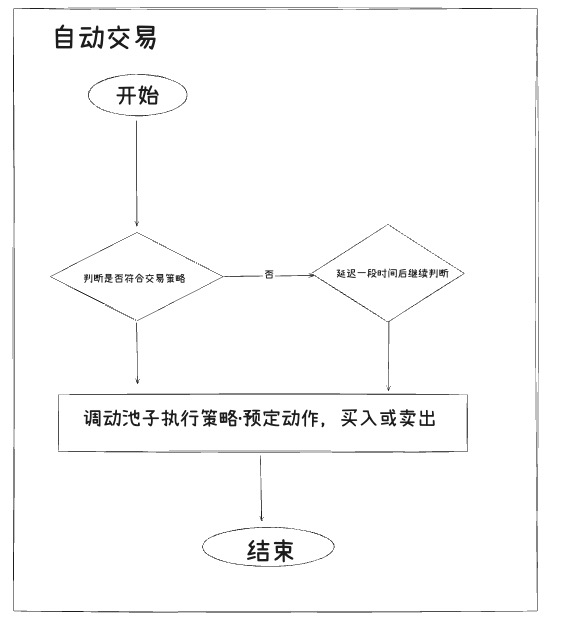 自动交易
开始
判断是否符合交易策略
否
延迟一段时间后继续判断
调动池子执行策略·预定动作，买入或卖出
结束